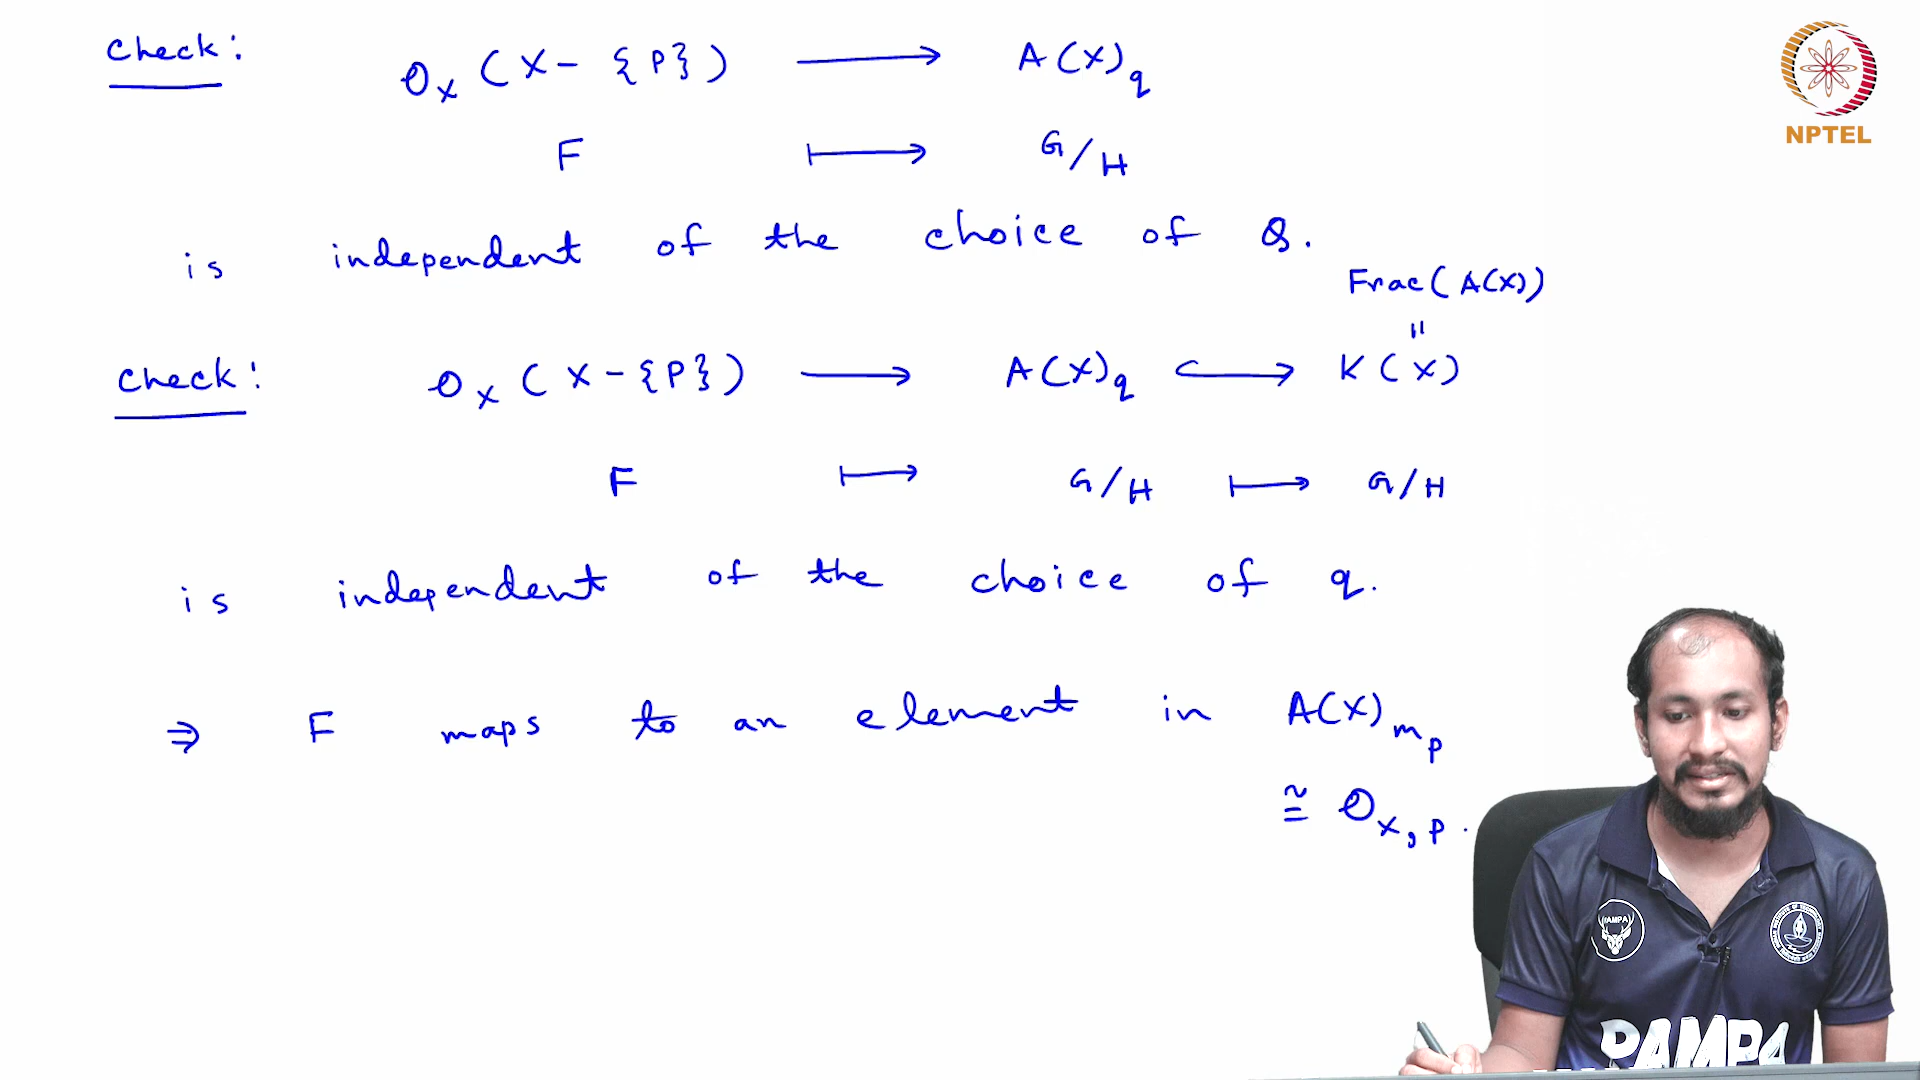 Check: O_X (X - {P}) ⟶ A(X)_q
F ⟼ G/H
is independent of the choice of Q.
Frac(A(X))
=
Check: O_X (X - {P}) ⟶ A(X)_q ↪ K(X)
F ⟼ G/H ⟼ G/H
is independent of the choice of q.
⇒ F maps to an element in A(X)_{m_P}
≅ O_{X,P}.
NPTEL
PAMPA
PAMPA